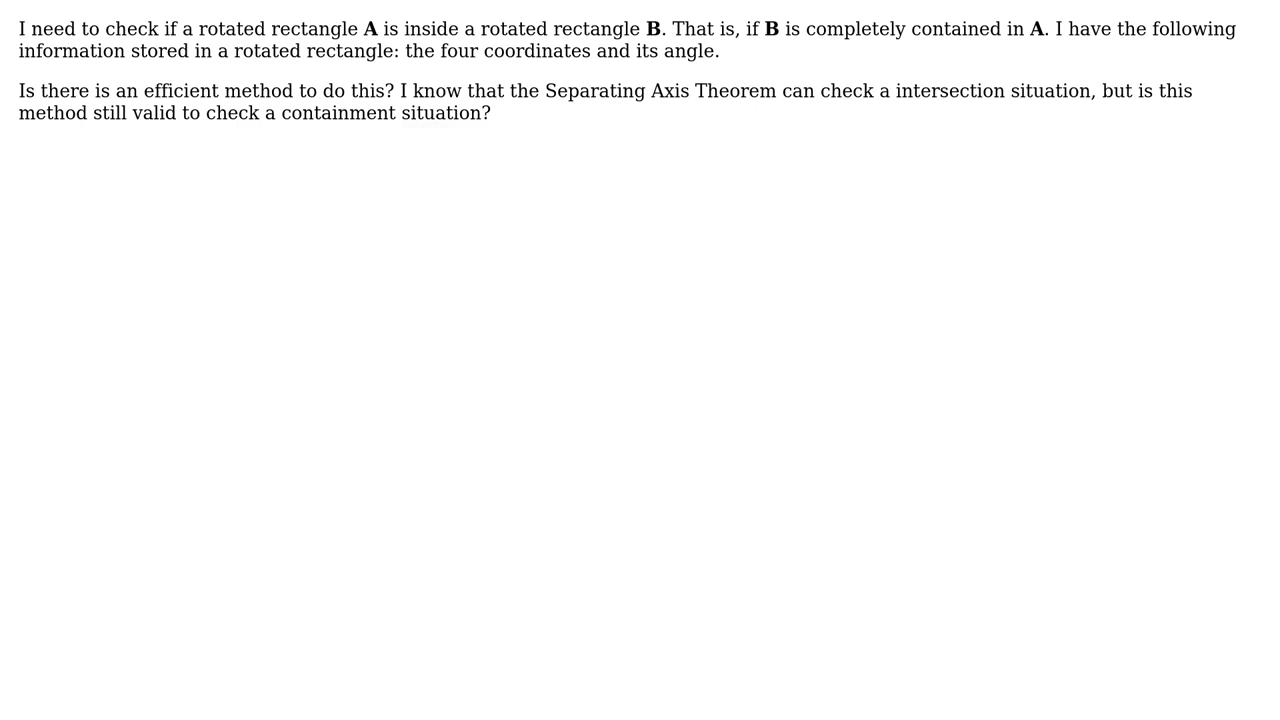 I need to check if a rotated rectangle A is inside a rotated rectangle B. That is, if B is completely contained in A. I have the following
information stored in a rotated rectangle: the four coordinates and its angle.
Is there is an efficient method to do this? I know that the Separating Axis Theorem can check a intersection situation, but is this
method still valid to check a containment situation?